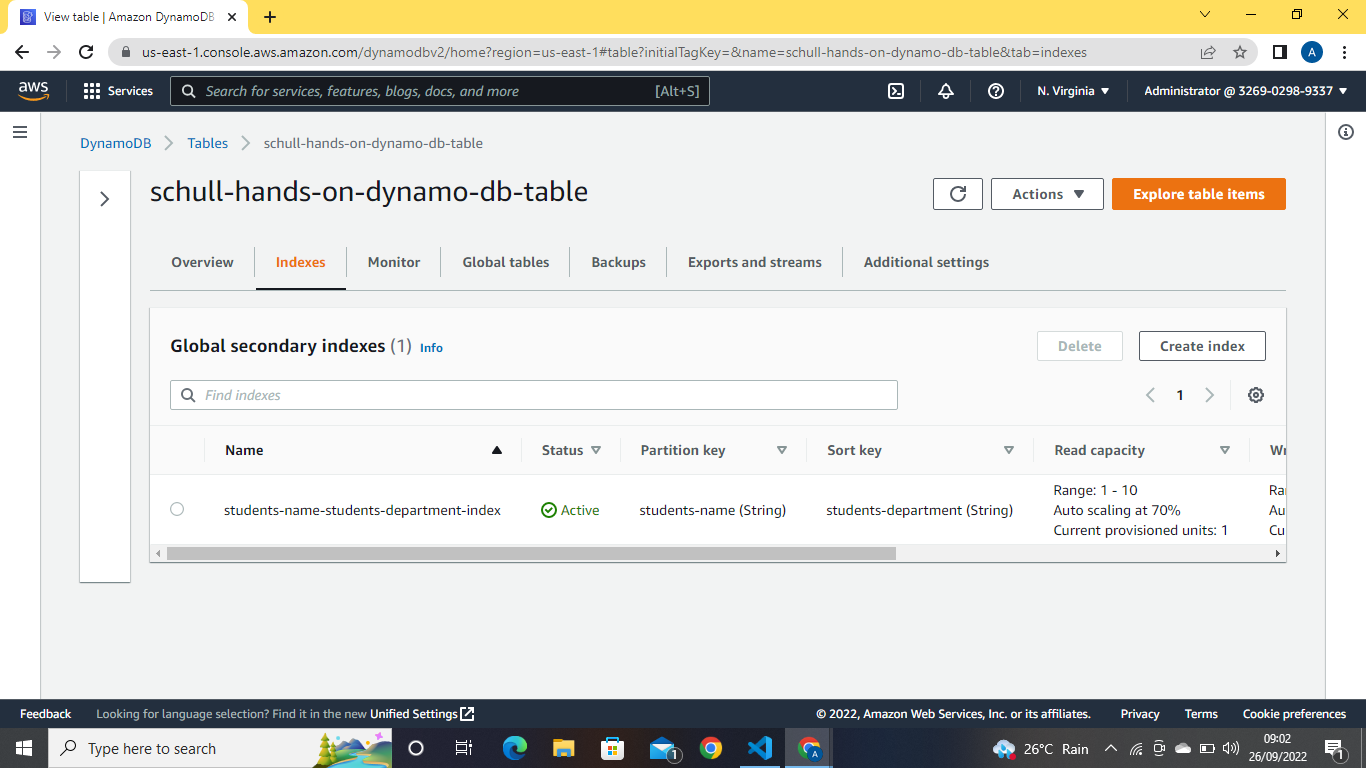 View table | Amazon DynamoDB
us-east-1.console.aws.amazon.com/dynamodbv2/home?region=us-east-1#table?initialTagKey=&name=schull-hands-on-dynamo-db-table&tab=indexes
A
aws
Services
Search for services, features, blogs, docs, and more
[Alt+S]
N. Virginia
Administrator @ 3269-0298-9337
DynamoDB
Tables
schull-hands-on-dynamo-db-table
schull-hands-on-dynamo-db-table
Actions
Explore table items
Overview
Indexes
Monitor
Global tables
Backups
Exports and streams
Additional settings
Global secondary indexes (1) Info
Delete
Create index
Find indexes
1
Name
Status
Partition key
Sort key
Read capacity
Wr
students-name-students-department-index
Active
students-name (String)
students-department (String)
Range: 1 - 10
Auto scaling at 70%
Current provisioned units: 1
Ra
Au
Cu
Feedback
Looking for language selection? Find it in the new Unified Settings
© 2022, Amazon Web Services, Inc. or its affiliates.
Privacy
Terms
Cookie preferences
Type here to search
1
A
26°C Rain
09:02
26/09/2022
1